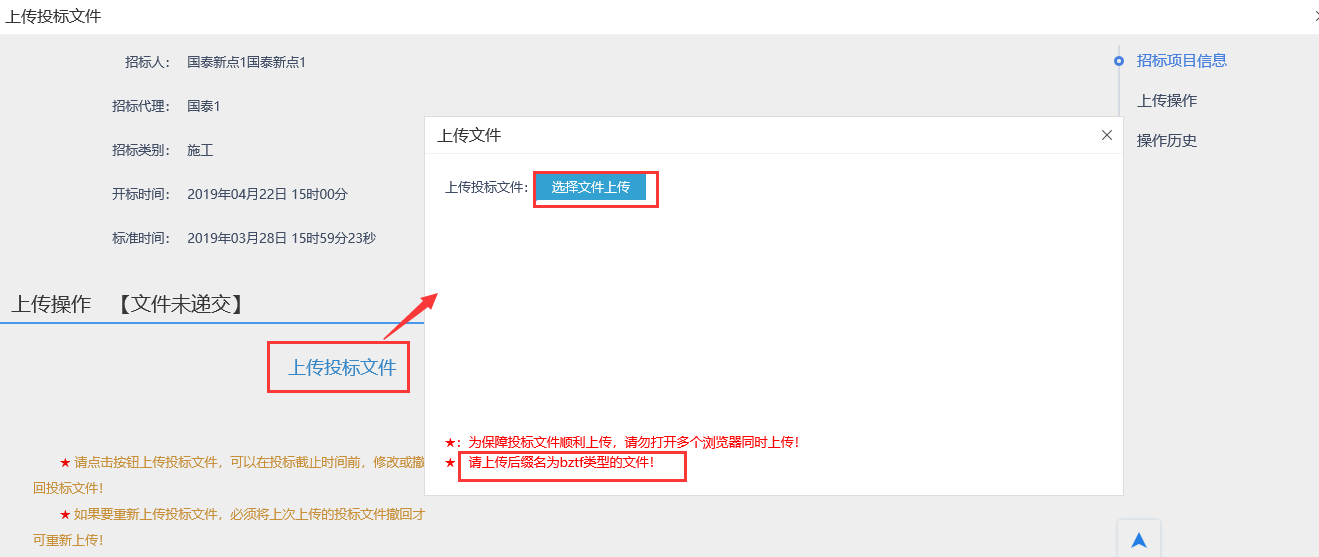 上传投标文件
招标人： 国泰新点1国泰新点1
招标代理： 国泰1
招标类别： 施工
开标时间： 2019年04月22日 15时00分
标准时间： 2019年03月28日 15时59分23秒
招标项目信息
上传操作
操作历史
上传操作 【文件未递交】
上传投标文件
★ 请点击按钮上传投标文件，可以在投标截止时间前，修改或撤
回投标文件！
★ 如果要重新上传投标文件，必须将上次上传的投标文件撤回才
可重新上传！
上传文件
上传投标文件： 选择文件上传
★：为保障投标文件顺利上传，请勿打开多个浏览器同时上传！
★ 请上传后缀名为bztf类型的文件！